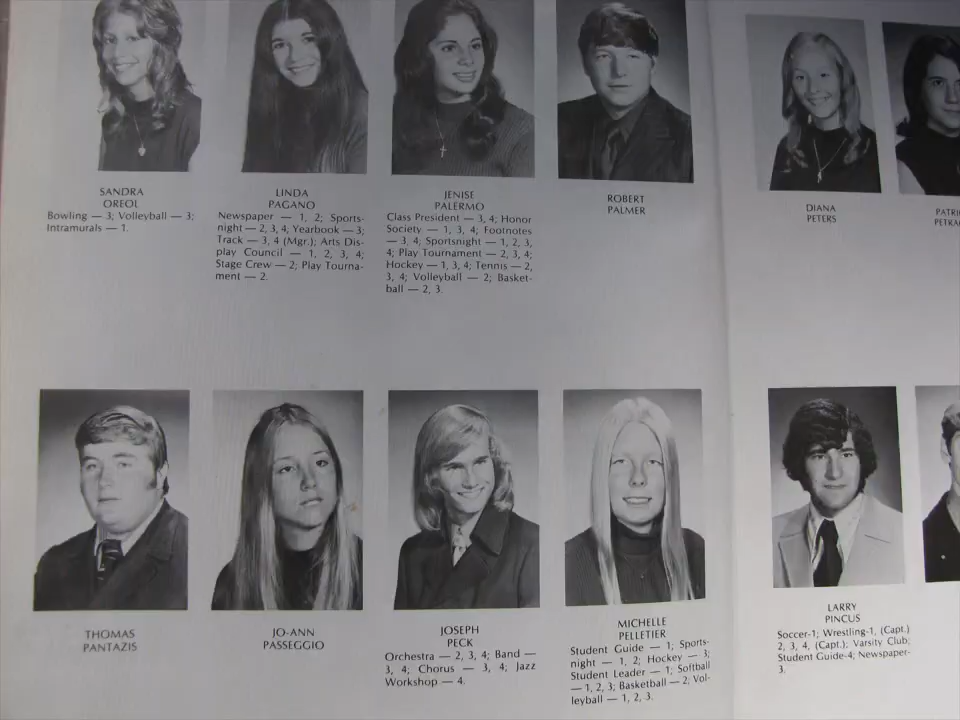 SANDRA
OREOL
Bowling — 3; Volleyball — 3;
Intramurals — 1.
LINDA
PAGANO
Newspaper — 1, 2; Sports-
night — 2, 3, 4; Yearbook — 3;
Track — 3, 4 (Mgr.); Arts Dis-
play Council — 1, 2, 3, 4;
Stage Crew — 2; Play Tourna-
ment — 2.
JENISE
PALERMO
Class President — 3, 4; Honor
Society — 1, 3, 4; Footnotes
— 3, 4; Sportsnight — 1, 2, 3,
4; Play Tournament — 2, 3, 4;
Hockey — 1, 3, 4; Tennis — 2,
3, 4; Volleyball — 2; Basket-
ball — 2, 3.
ROBERT
PALMER
DIANA
PETERS
THOMAS
PANTAZIS
JO-ANN
PASSEGGIO
JOSEPH
PECK
Orchestra — 2, 3, 4; Band —
3, 4; Chorus — 3, 4; Jazz
Workshop — 4.
MICHELLE
PELLETIER
Student Guide — 1; Sports-
night — 1, 2; Hockey — 3;
Student Leader — 1; Softball
— 1, 2, 3; Basketball — 2; Vol-
leyball — 1, 2, 3.
LARRY
PINCUS
Soccer-1; Wrestling-1, (Capt.)
2, 3, 4, (Capt.); Varsity Club;
Student Guide-4; Newspaper-
3.